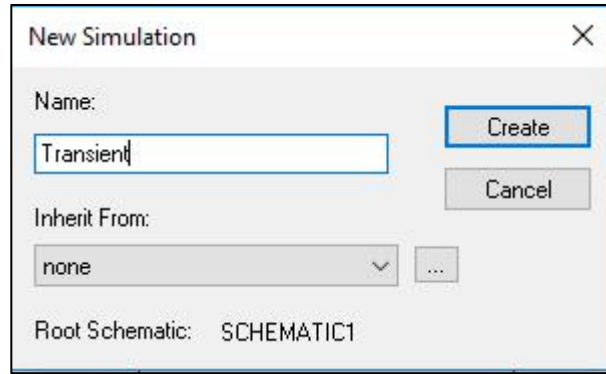 New Simulation
Name:
Create
Transient
Cancel
Inherit From:
none
...
Root Schematic: SCHEMATIC1